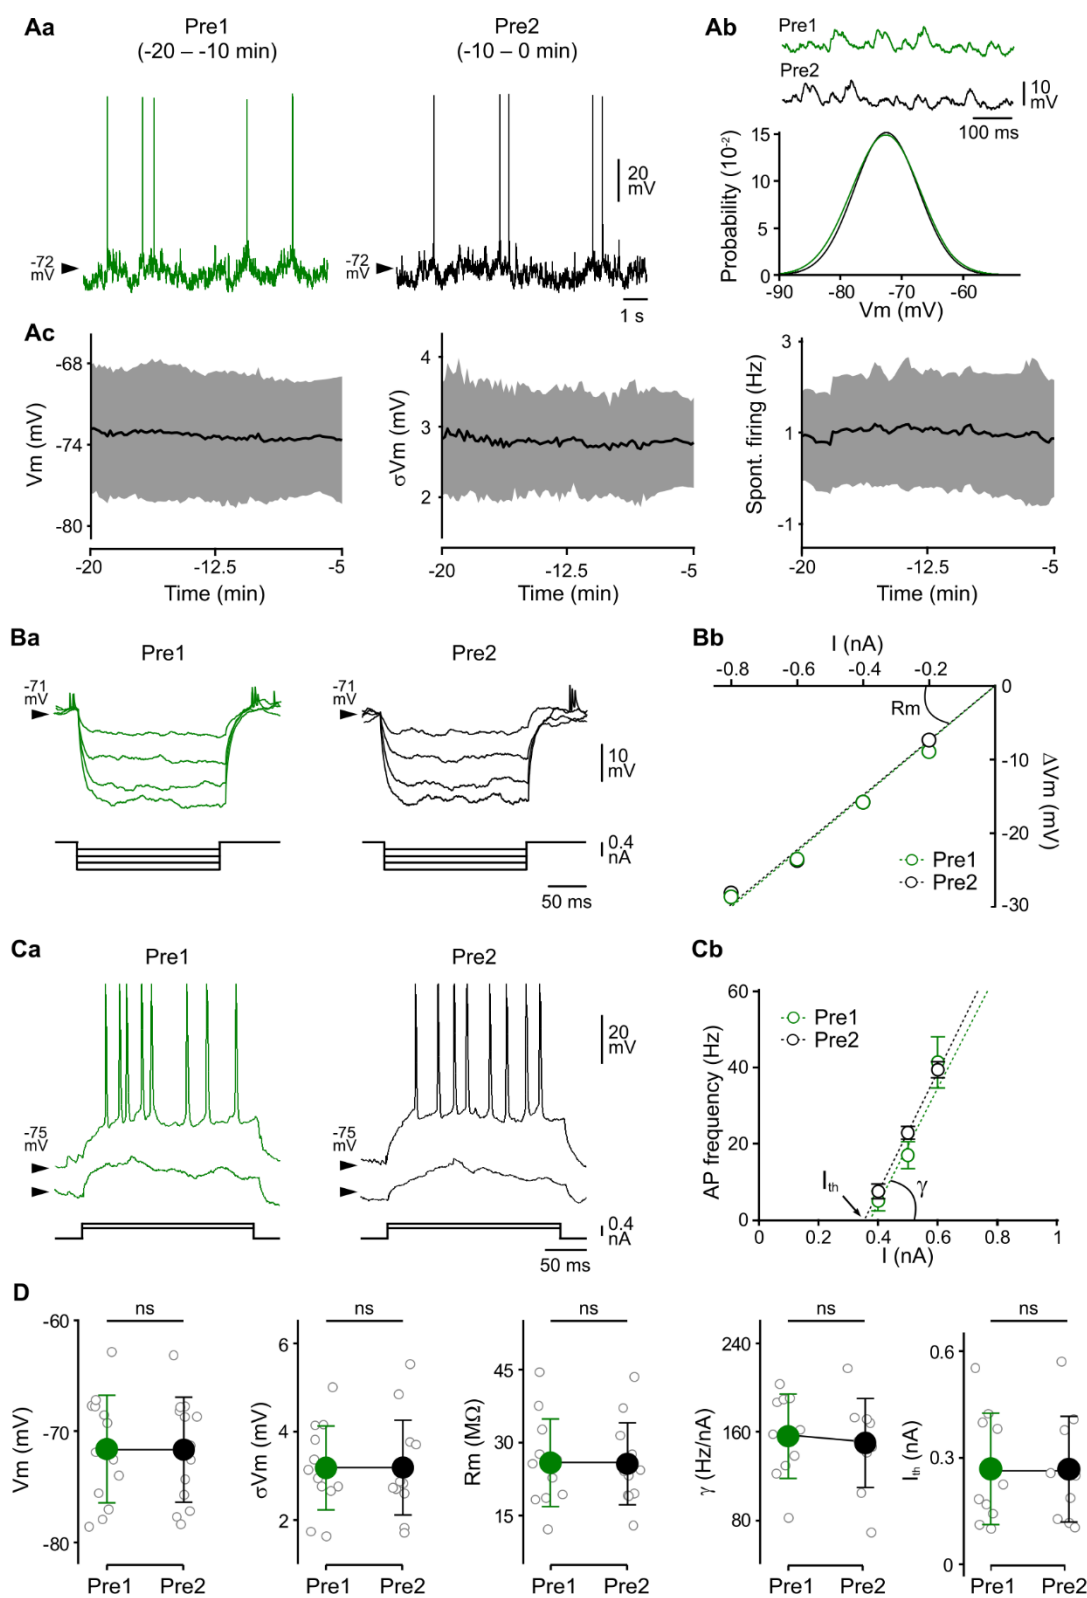 Aa
Pre1
(-20 – -10 min)
Pre2
(-10 – 0 min)
20
mV
-72
mV
-72
mV
1 s
Ab
Pre1
Pre2
10
mV
100 ms
Probability (10⁻²)
15
10
5
0
-90
-80
-70
-60
Vm (mV)
Ac
Vm (mV)
-68
-74
-80
-20
-12.5
-5
Time (min)
σVm (mV)
4
3
2
-20
-12.5
-5
Time (min)
Spont. firing (Hz)
3
1
-1
-20
-12.5
-5
Time (min)
Ba
Pre1
Pre2
-71
mV
-71
mV
10
mV
0.4
nA
50 ms
Bb
I (nA)
-0.8
-0.6
-0.4
-0.2
0
Rm
-10
-20
-30
ΔVm (mV)
Pre1
Pre2
Ca
Pre1
Pre2
20
mV
-75
mV
-75
mV
0.4
nA
50 ms
Cb
AP frequency (Hz)
60
40
20
0
Pre1
Pre2
Ith
γ
0
0.2
0.4
0.6
0.8
1
I (nA)
D
ns
Vm (mV)
-60
-70
-80
Pre1
Pre2
ns
σVm (mV)
6
4
2
Pre1
Pre2
ns
Rm (MΩ)
45
30
15
Pre1
Pre2
ns
γ (Hz/nA)
240
160
80
Pre1
Pre2
ns
Ith (nA)
0.6
0.3
0
Pre1
Pre2